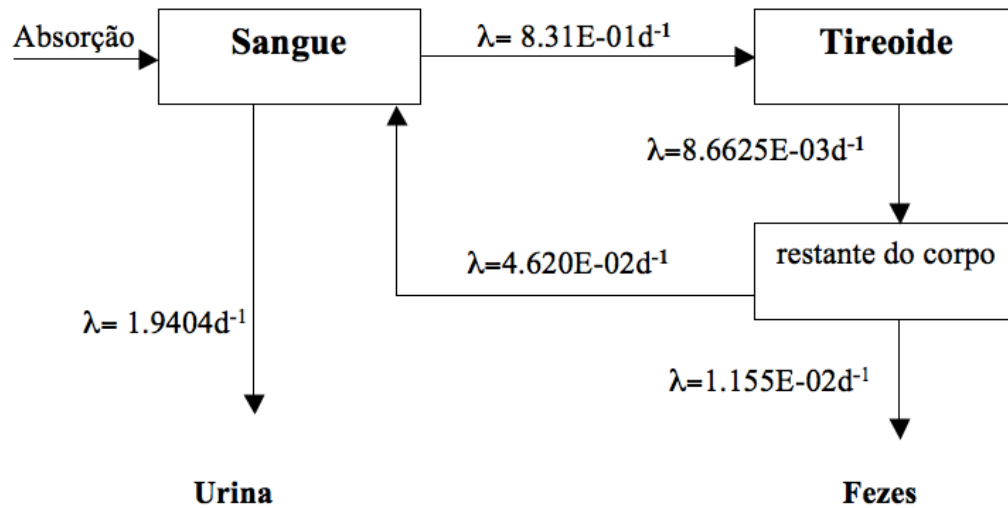 Absorção
Sangue
λ= 8.31E-01d-1
Tireoide
λ=8.6625E-03d-1
λ=4.620E-02d-1
restante do corpo
λ= 1.9404d-1
λ=1.155E-02d-1
Urina
Fezes